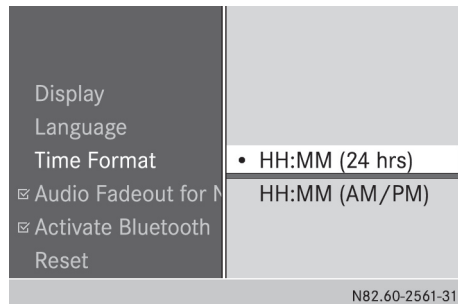 Display
Language
Time Format
Audio Fadeout for
Activate Bluetooth
Reset
• HH:MM (24 hrs)
HH:MM (AM/PM)
N82.60-2561-31